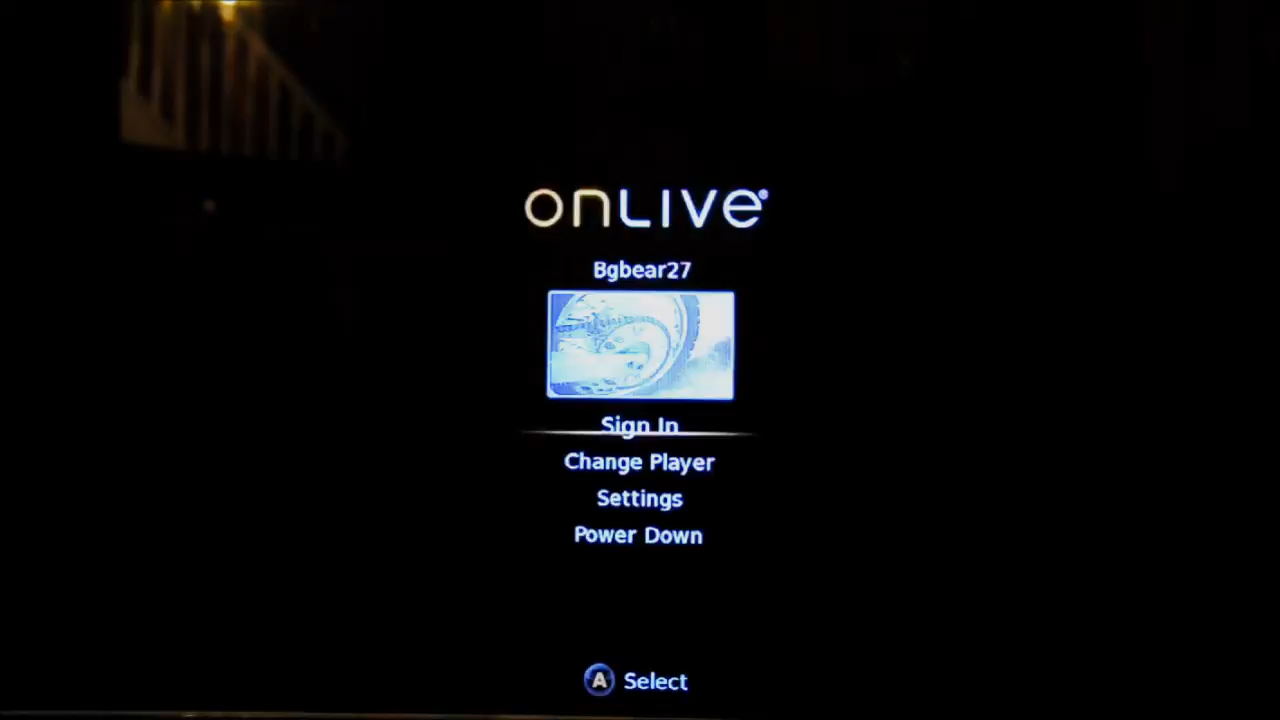 onLIVE®
Bgbear27
Sign In
Change Player
Settings
Power Down
A Select